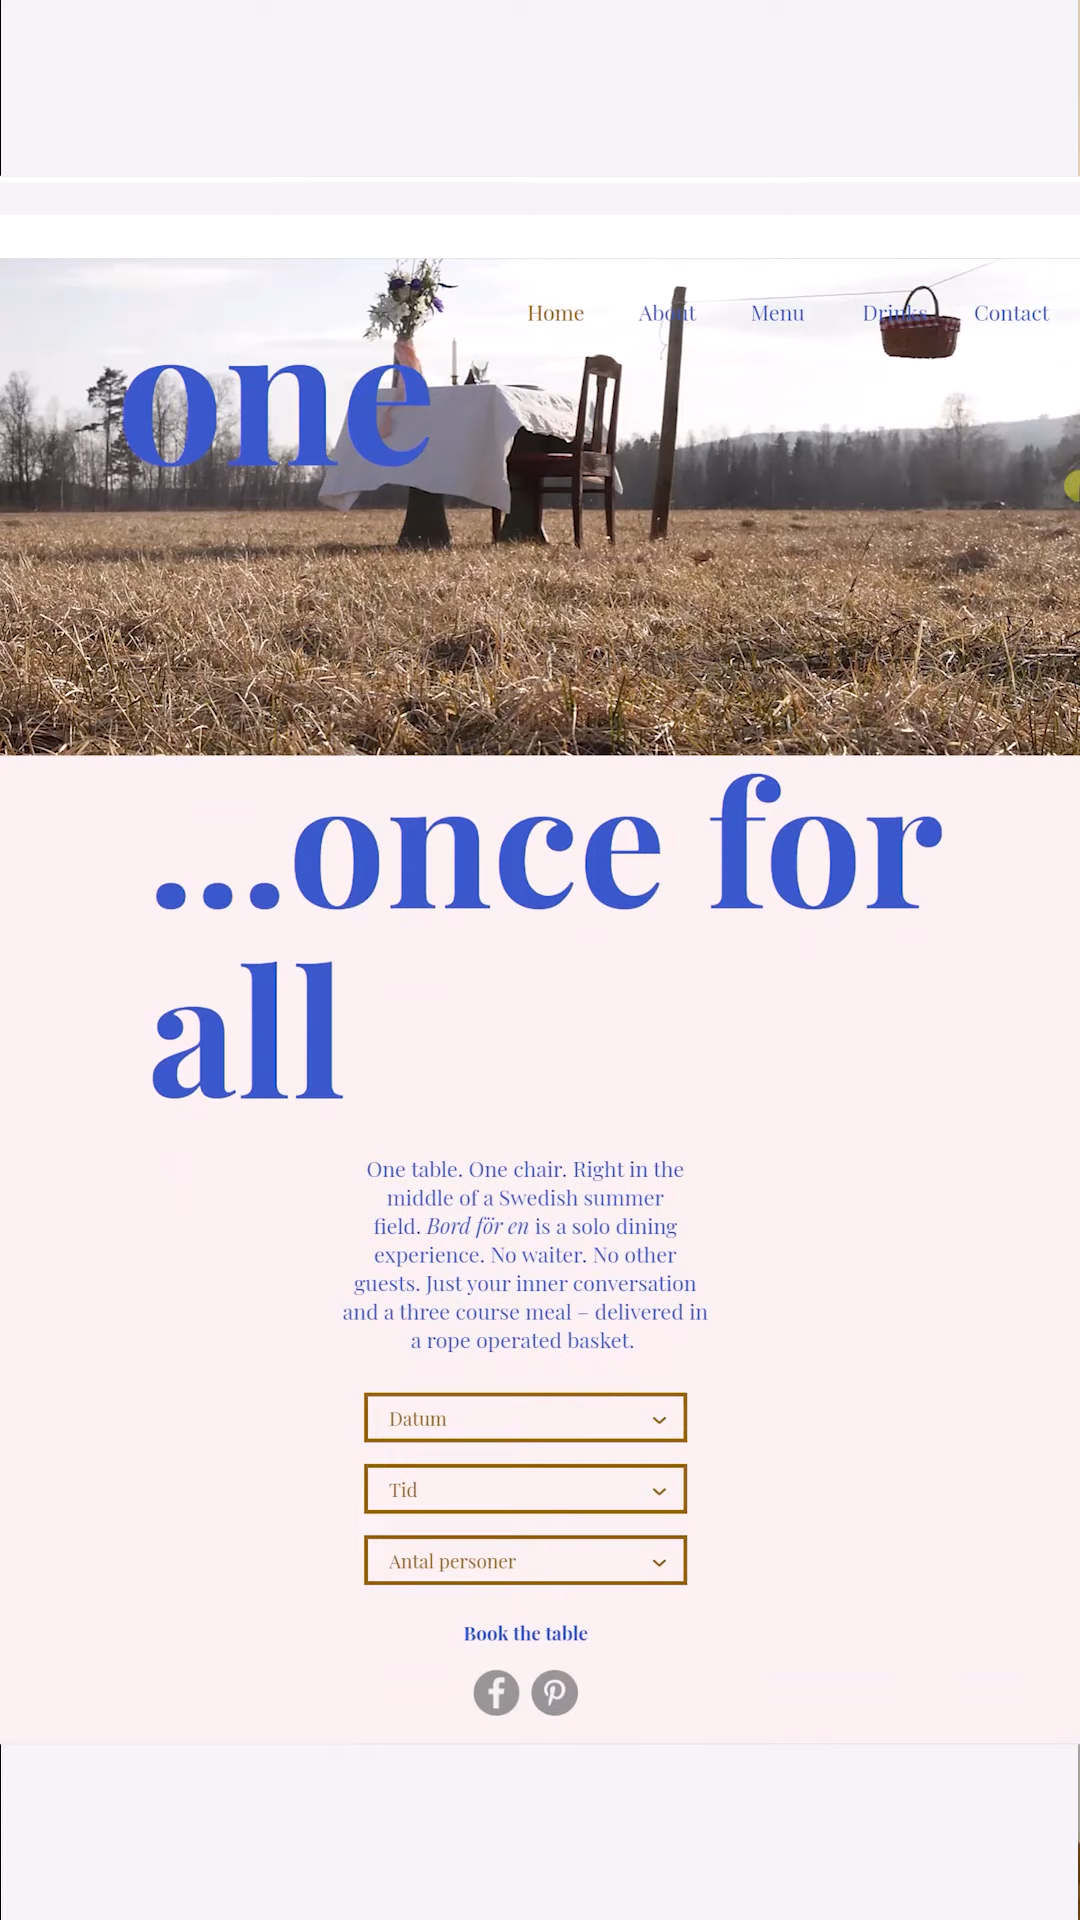 Home About Menu Drinks Contact
one
...once for
all
One table. One chair. Right in the
middle of a Swedish summer
field. Bord för en is a solo dining
experience. No waiter. No other
guests. Just your inner conversation
and a three course meal – delivered in
a rope operated basket.
Datum
Tid
Antal personer
Book the table